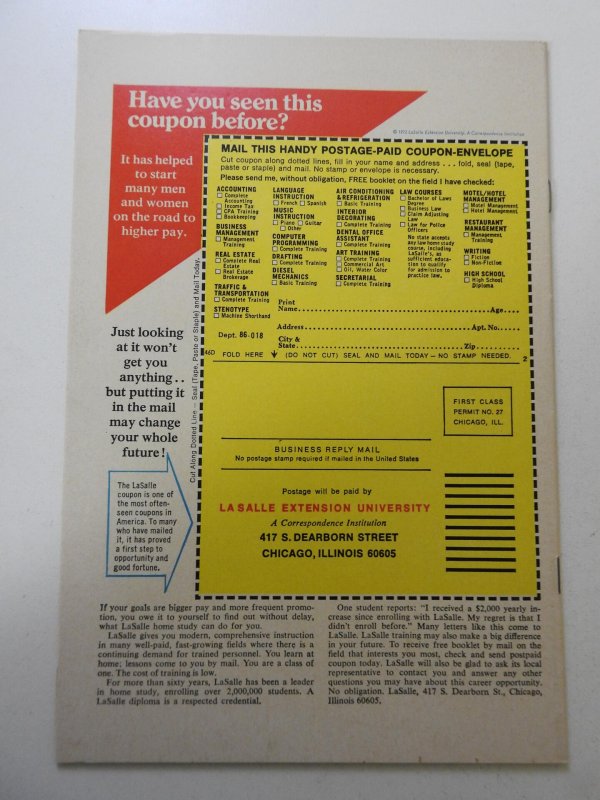 Have you seen this
coupon before?
© 1972 LaSalle Extension University, A Correspondence Institution
It has helped
to start
many men
and women
on the road to
higher pay.
MAIL THIS HANDY POSTAGE-PAID COUPON-ENVELOPE
Cut coupon along dotted lines, fill in your name and address . . . fold, seal (tape,
paste or staple) and mail. No stamp or envelope is necessary.
Please send me, without obligation, FREE booklet on the field I have checked:
ACCOUNTING
Complete
Accounting
Income Tax
CPA Training
Bookkeeping
BUSINESS
MANAGEMENT
Management
Training
REAL ESTATE
Complete Real
Estate
Real Estate
Brokerage
TRAFFIC &
TRANSPORTATION
Complete Training
STENOTYPE
Machine Shorthand
LANGUAGE
INSTRUCTION
French Spanish
MUSIC
INSTRUCTION
Piano Guitar
Other
COMPUTER
PROGRAMMING
Complete Training
DRAFTING
Complete Training
DIESEL
MECHANICS
Basic Training
AIR CONDITIONING
& REFRIGERATION
Basic Training
INTERIOR
DECORATING
Complete Training
DENTAL OFFICE
ASSISTANT
Complete Training
ART TRAINING
Complete Training
Commercial Art
Oil, Water Color
SECRETARIAL
Complete Training
LAW COURSES
Bachelor of Laws
Degree
Business Law
Claim Adjusting
Law
Law for Police
Officers
No state accepts
any law home study
course, including
LaSalle's, as
sufficient educa-
tion to qualify
for admission to
practice law.
MOTEL/HOTEL
MANAGEMENT
Motel Management
Hotel Management
RESTAURANT
MANAGEMENT
Management
Training
WRITING
Fiction
Non-Fiction
HIGH SCHOOL
High School
Diploma
Print
Name Age
Address Apt. No.
Dept. 86-018
City &
State Zip
46D FOLD HERE (DO NOT CUT) SEAL AND MAIL TODAY — NO STAMP NEEDED. 2
Cut Along Dotted Line — Seal (Tape, Paste or Staple) and Mail Today.
Just looking
at it won't
get you
anything . .
but putting it
in the mail
may change
your whole
future!
The LaSalle
coupon is one of
the most often-
seen coupons in
America. To many
who have mailed
it, it has proved
a first step to
opportunity and
good fortune.
FIRST CLASS
PERMIT NO. 27
CHICAGO, ILL.
BUSINESS REPLY MAIL
No postage stamp required if mailed in the United States
Postage will be paid by
LA SALLE EXTENSION UNIVERSITY
A Correspondence Institution
417 S. DEARBORN STREET
CHICAGO, ILLINOIS 60605
If your goals are bigger pay and more frequent promo-
tion, you owe it to yourself to find out without delay,
what LaSalle home study can do for you.
LaSalle gives you modern, comprehensive instruction
in many well-paid, fast-growing fields where there is a
continuing demand for trained personnel. You learn at
home; lessons come to you by mail. You are a class of
one. The cost of training is low.
For more than sixty years, LaSalle has been a leader
in home study, enrolling over 2,000,000 students. A
LaSalle diploma is a respected credential.
One student reports: "I received a $2,000 yearly in-
crease since enrolling with LaSalle. My regret is that I
didn't enroll before." Many letters like this come to
LaSalle. LaSalle training may also make a big difference
in your future. To receive free booklet by mail on the
field that interests you most, check and send postpaid
coupon today. LaSalle will also be glad to ask its local
representative to contact you and answer any other
questions you may have about this career opportunity.
No obligation. LaSalle, 417 S. Dearborn St., Chicago,
Illinois 60605.